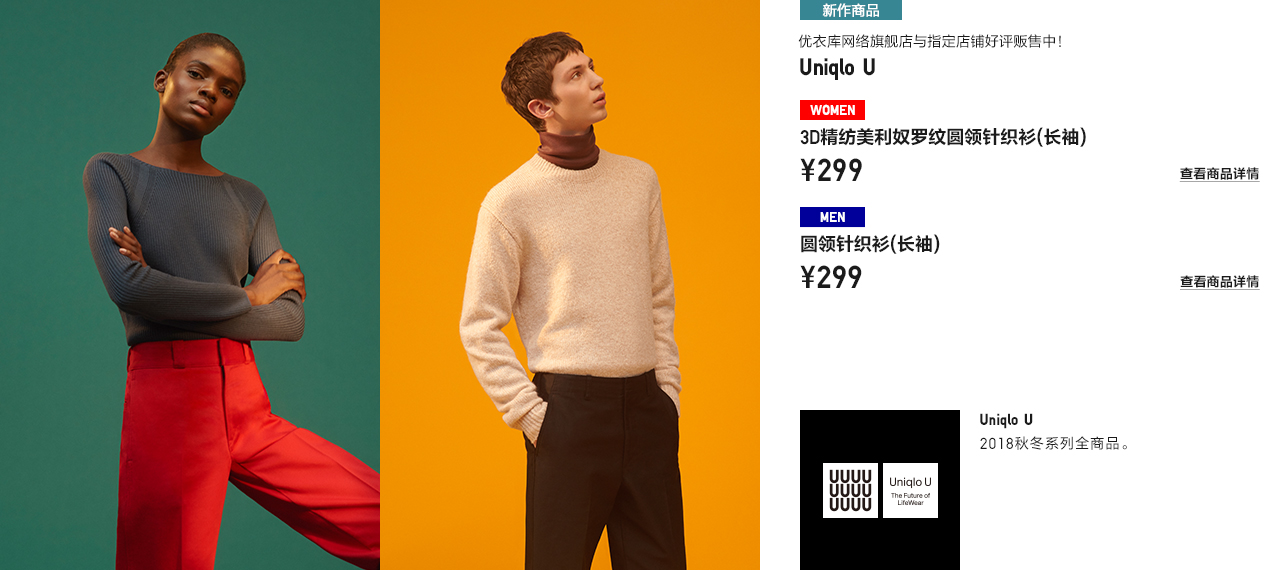 新作商品
优衣库网络旗舰店与指定店铺好评贩售中!
Uniqlo U
WOMEN
3D精纺美利奴罗纹圆领针织衫(长袖)
¥299
查看商品详情
MEN
圆领针织衫(长袖)
¥299
查看商品详情
Uniqlo U
2018秋冬系列全商品。
UUUU
UUUU
UUUU
Uniqlo U
The Future of
LifeWear